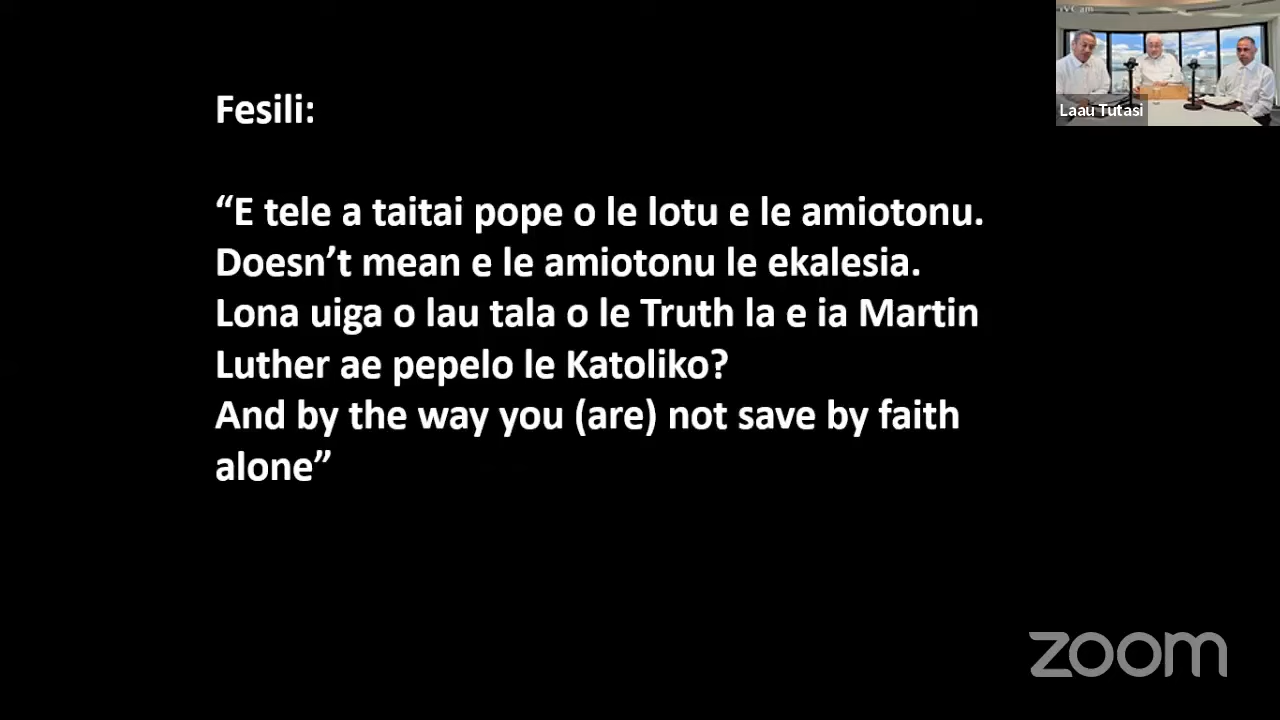 Fesili:
“E tele a taitai pope o le lotu e le amiotonu.
Doesn’t mean e le amiotonu le ekalesia.
Lona uiga o lau tala o le Truth la e ia Martin
Luther ae pepelo le Katoliko?
And by the way you (are) not save by faith
alone”
Laau Tutasi
zoom